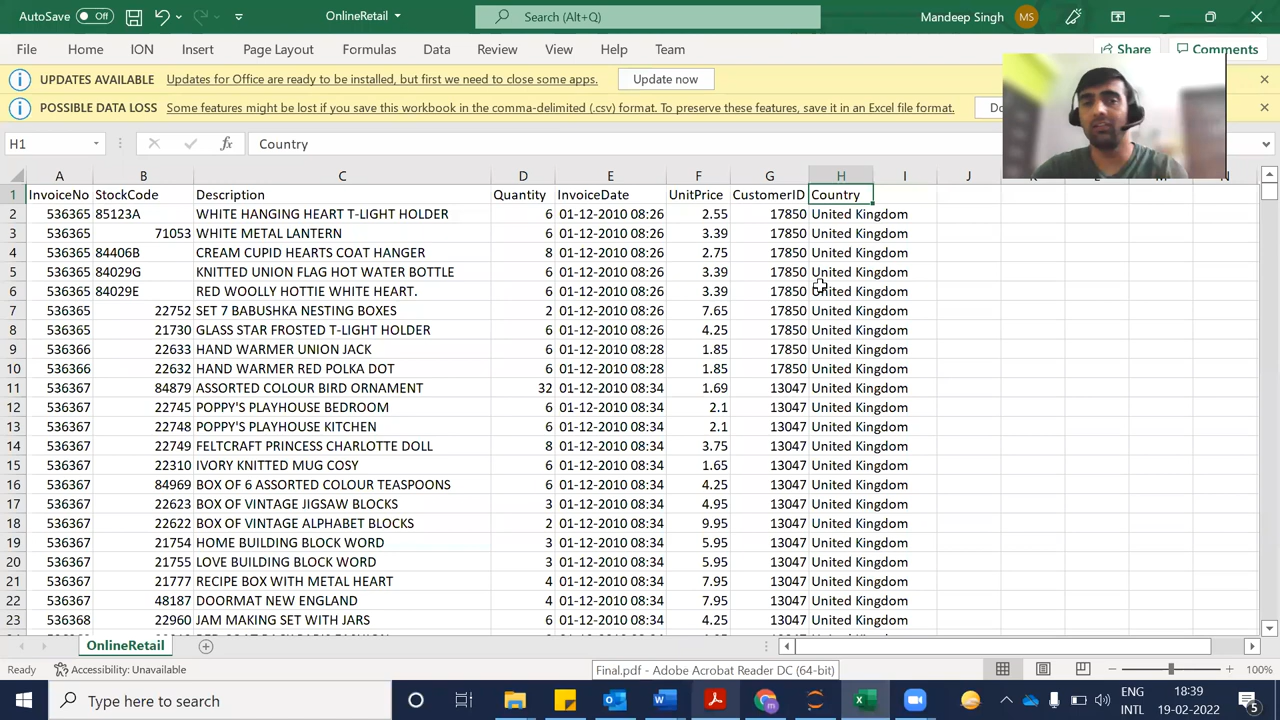 AutoSave Off OnlineRetail Search (Alt+Q) Mandeep Singh MS
File Home ION Insert Page Layout Formulas Data Review View Help Team Share Comments
UPDATES AVAILABLE Updates for Office are ready to be installed, but first we need to close some apps. Update now
POSSIBLE DATA LOSS Some features might be lost if you save this workbook in the comma-delimited (.csv) format. To preserve these features, save it in an Excel file format.
H1 fx Country
A B C D E F G H I J
1 InvoiceNo StockCode Description Quantity InvoiceDate UnitPrice CustomerID Country
2 536365 85123A WHITE HANGING HEART T-LIGHT HOLDER 6 01-12-2010 08:26 2.55 17850 United Kingdom
3 536365 71053 WHITE METAL LANTERN 6 01-12-2010 08:26 3.39 17850 United Kingdom
4 536365 84406B CREAM CUPID HEARTS COAT HANGER 8 01-12-2010 08:26 2.75 17850 United Kingdom
5 536365 84029G KNITTED UNION FLAG HOT WATER BOTTLE 6 01-12-2010 08:26 3.39 17850 United Kingdom
6 536365 84029E RED WOOLLY HOTTIE WHITE HEART. 6 01-12-2010 08:26 3.39 17850 United Kingdom
7 536365 22752 SET 7 BABUSHKA NESTING BOXES 2 01-12-2010 08:26 7.65 17850 United Kingdom
8 536365 21730 GLASS STAR FROSTED T-LIGHT HOLDER 6 01-12-2010 08:26 4.25 17850 United Kingdom
9 536366 22633 HAND WARMER UNION JACK 6 01-12-2010 08:28 1.85 17850 United Kingdom
10 536366 22632 HAND WARMER RED POLKA DOT 6 01-12-2010 08:28 1.85 17850 United Kingdom
11 536367 84879 ASSORTED COLOUR BIRD ORNAMENT 32 01-12-2010 08:34 1.69 13047 United Kingdom
12 536367 22745 POPPY'S PLAYHOUSE BEDROOM 6 01-12-2010 08:34 2.1 13047 United Kingdom
13 536367 22748 POPPY'S PLAYHOUSE KITCHEN 6 01-12-2010 08:34 2.1 13047 United Kingdom
14 536367 22749 FELTCRAFT PRINCESS CHARLOTTE DOLL 8 01-12-2010 08:34 3.75 13047 United Kingdom
15 536367 22310 IVORY KNITTED MUG COSY 6 01-12-2010 08:34 1.65 13047 United Kingdom
16 536367 84969 BOX OF 6 ASSORTED COLOUR TEASPOONS 6 01-12-2010 08:34 4.25 13047 United Kingdom
17 536367 22623 BOX OF VINTAGE JIGSAW BLOCKS 3 01-12-2010 08:34 4.95 13047 United Kingdom
18 536367 22622 BOX OF VINTAGE ALPHABET BLOCKS 2 01-12-2010 08:34 9.95 13047 United Kingdom
19 536367 21754 HOME BUILDING BLOCK WORD 3 01-12-2010 08:34 5.95 13047 United Kingdom
20 536367 21755 LOVE BUILDING BLOCK WORD 3 01-12-2010 08:34 5.95 13047 United Kingdom
21 536367 21777 RECIPE BOX WITH METAL HEART 4 01-12-2010 08:34 7.95 13047 United Kingdom
22 536367 48187 DOORMAT NEW ENGLAND 4 01-12-2010 08:34 7.95 13047 United Kingdom
23 536368 22960 JAM MAKING SET WITH JARS 6 01-12-2010 08:34 4.25 13047 United Kingdom
OnlineRetail
Ready Accessibility: Unavailable Final.pdf - Adobe Acrobat Reader DC (64-bit) 100%
Type here to search ENG INTL 18:39 19-02-2022 5